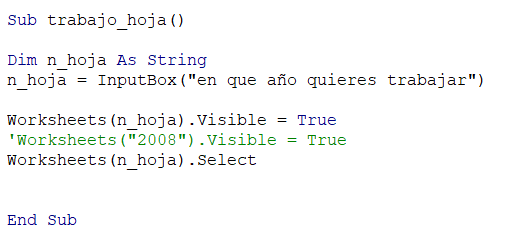 Sub trabajo_hoja()
Dim n_hoja As String
n_hoja = InputBox("en que año quieres trabajar")
Worksheets(n_hoja).Visible = True
'Worksheets("2008").Visible = True
Worksheets(n_hoja).Select
End Sub